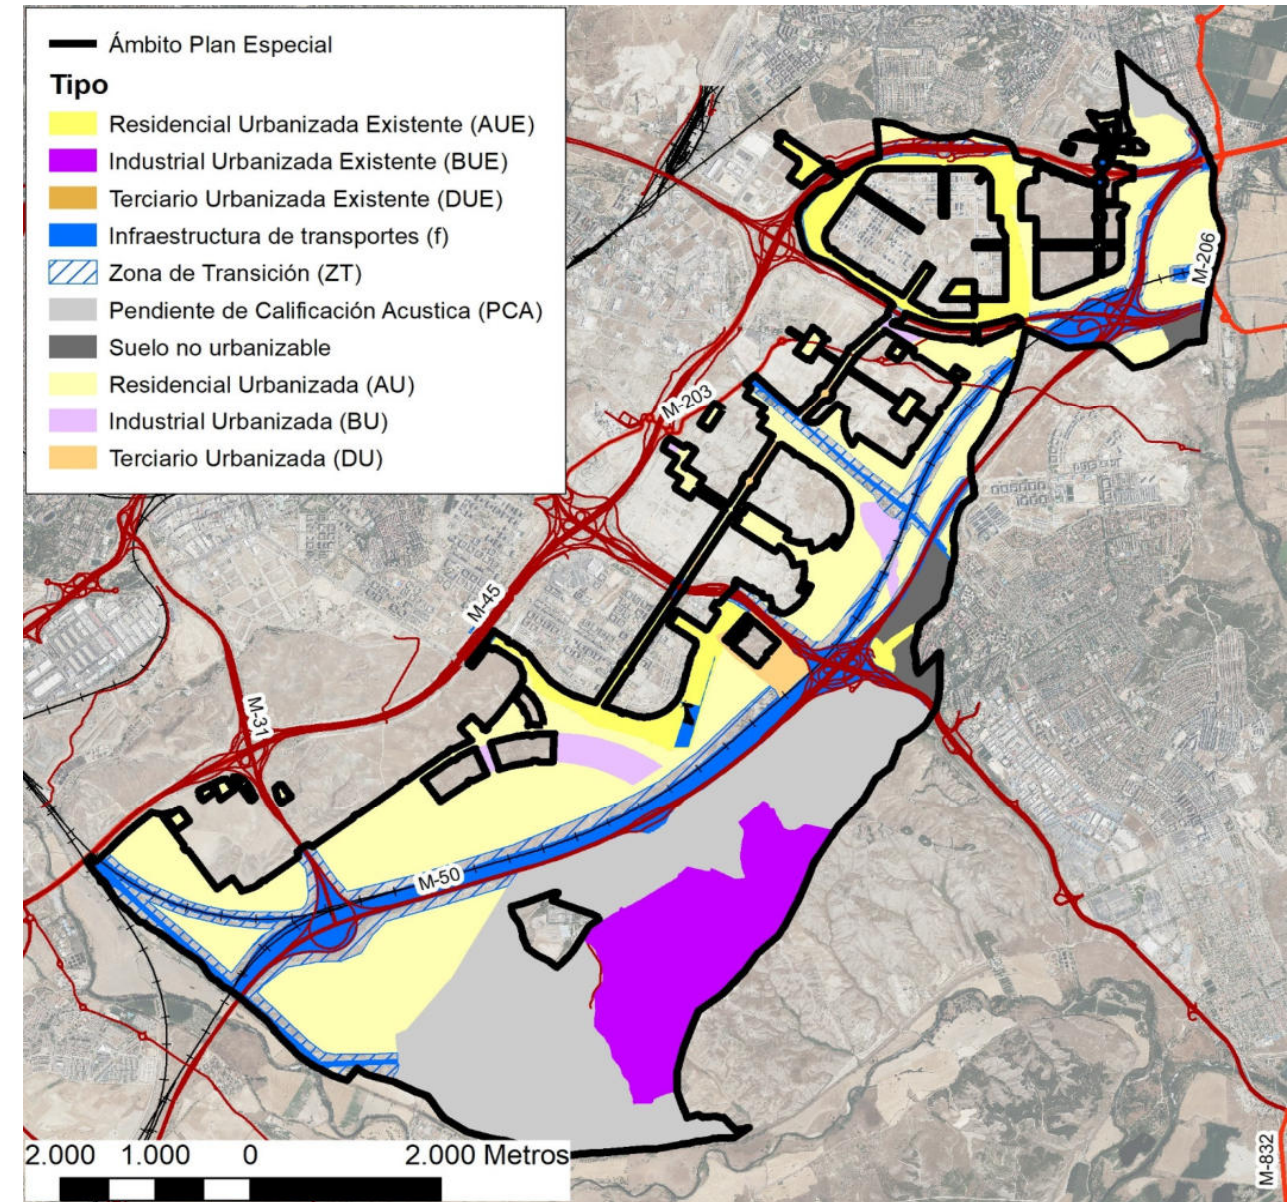 Ámbito Plan Especial
Tipo
Residencial Urbanizada Existente (AUE)
Industrial Urbanizada Existente (BUE)
Terciario Urbanizada Existente (DUE)
Infraestructura de transportes (f)
Zona de Transición (ZT)
Pendiente de Calificación Acustica (PCA)
Suelo no urbanizable
Residencial Urbanizada (AU)
Industrial Urbanizada (BU)
Terciario Urbanizada (DU)
M-206
M-203
M-45
M-31
M-50
M-832
2.000 1.000 0 2.000 Metros